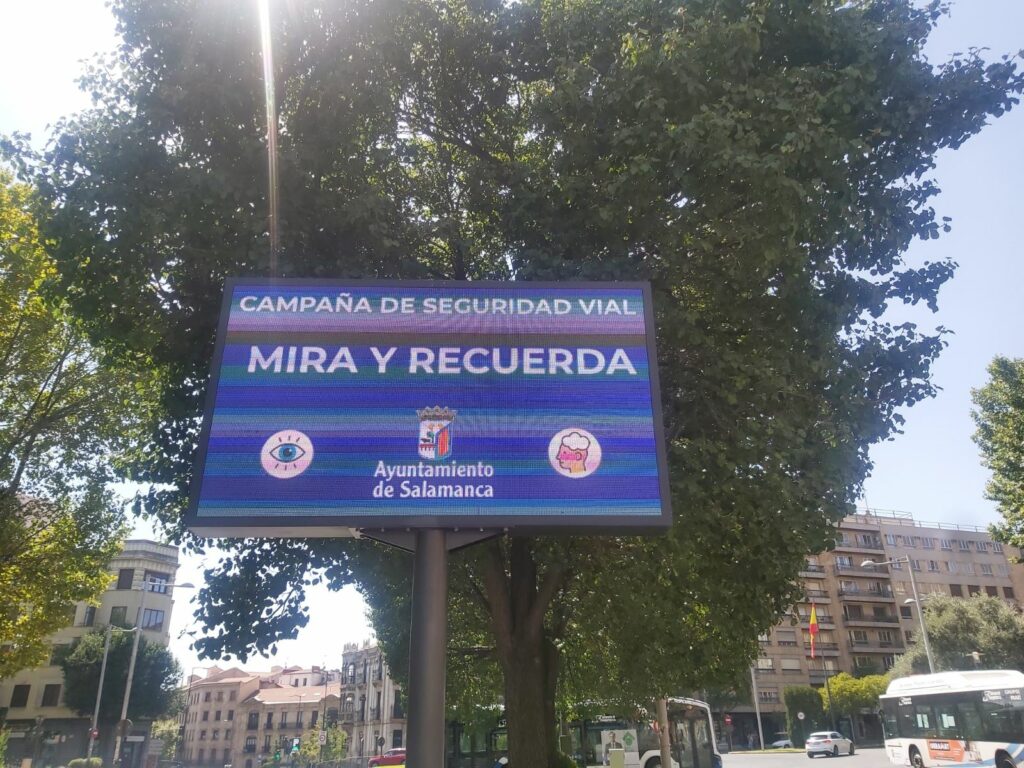 CAMPAÑA DE SEGURIDAD VIAL
MIRA Y RECUERDA
Ayuntamiento
de Salamanca